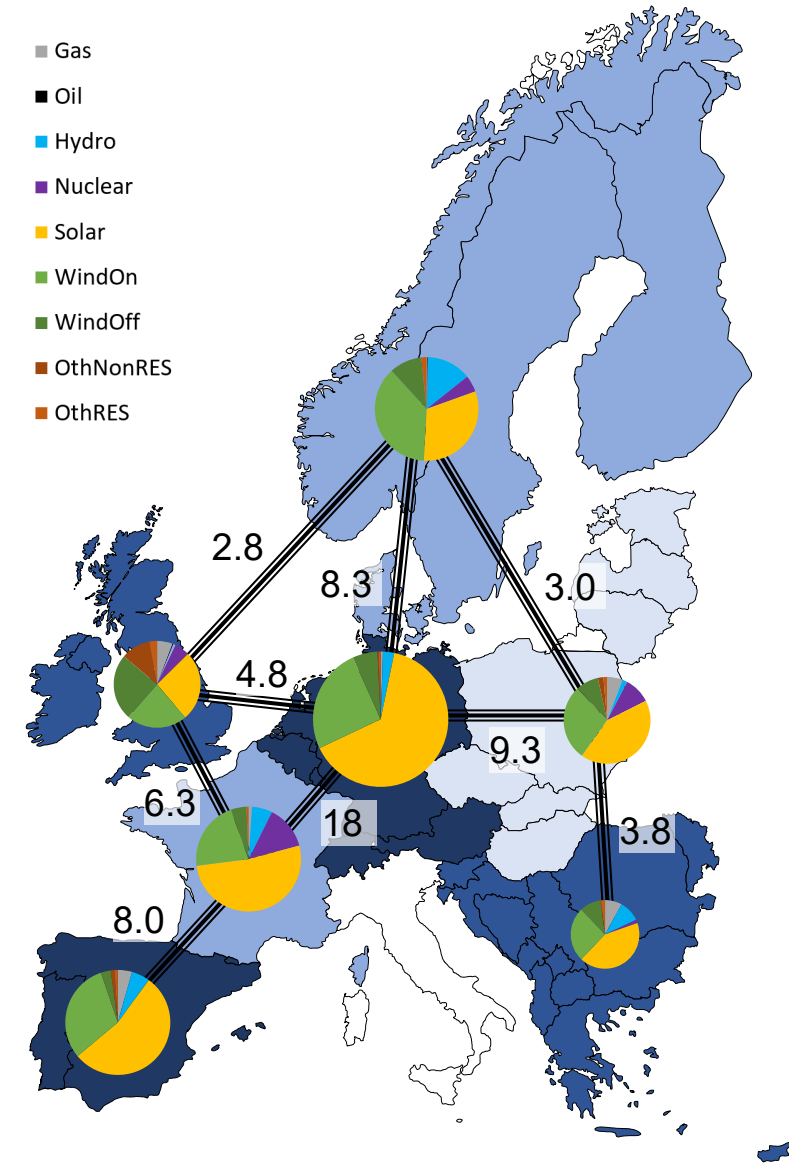 Gas
Oil
Hydro
Nuclear
Solar
WindOn
WindOff
OthNonRES
OthRES
2.8
8.3
3.0
4.8
9.3
6.3
18
3.8
8.0